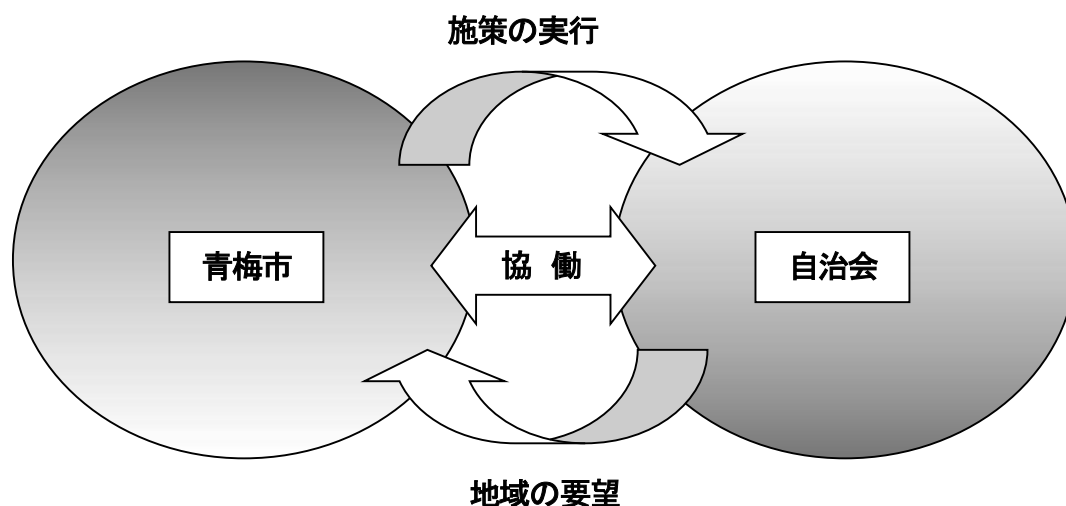 施策の実行
青梅市
協 働
自治会
地域の要望